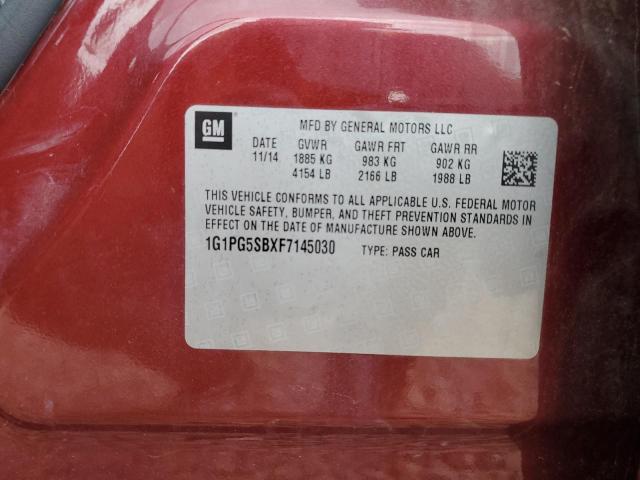 GM MFD BY GENERAL MOTORS LLC
DATE GVWR GAWR FRT GAWR RR
11/14 1885 KG 983 KG 902 KG
4154 LB 2166 LB 1988 LB
THIS VEHICLE CONFORMS TO ALL APPLICABLE U.S. FEDERAL MOTOR
VEHICLE SAFETY, BUMPER, AND THEFT PREVENTION STANDARDS IN
EFFECT ON THE DATE OF MANUFACTURE SHOWN ABOVE.
1G1PG5SBXF7145030 TYPE: PASS CAR